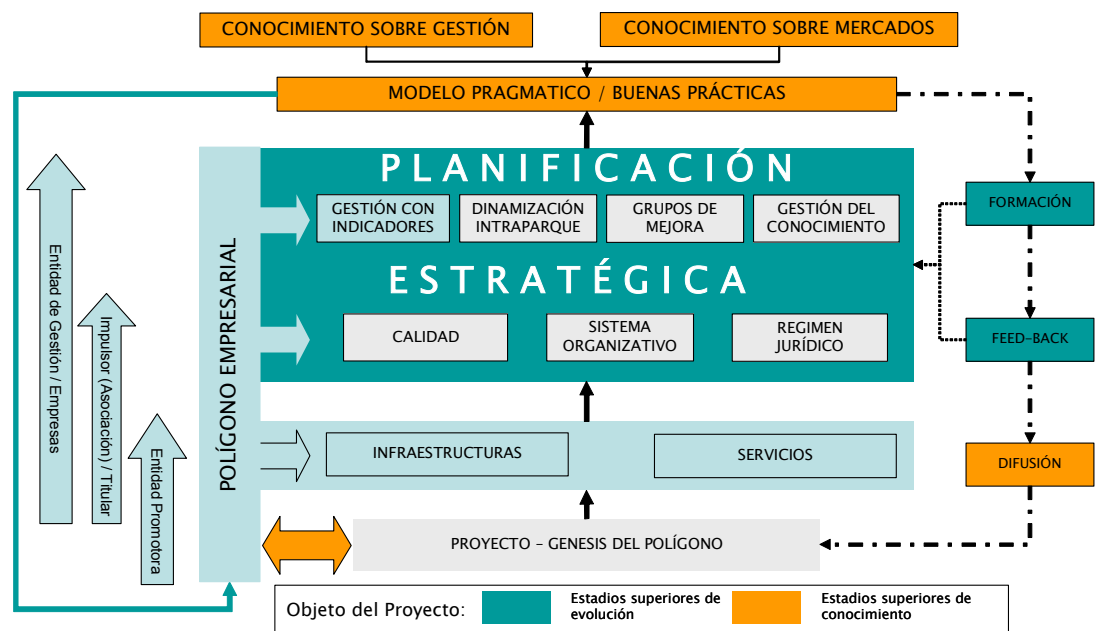 CONOCIMIENTO SOBRE GESTIÓN
CONOCIMIENTO SOBRE MERCADOS
MODELO PRAGMATICO / BUENAS PRÁCTICAS
PLANIFICACIÓN
GESTIÓN CON
INDICADORES
DINAMIZACIÓN
INTRAPARQUE
GRUPOS DE
MEJORA
GESTIÓN DEL
CONOCIMIENTO
ESTRATÉGICA
CALIDAD
SISTEMA
ORGANIZATIVO
REGIMEN
JURÍDICO
INFRAESTRUCTURAS
SERVICIOS
PROYECTO – GENESIS DEL POLÍGONO
POLÍGONO EMPRESARIAL
Entidad de Gestión / Empresas
Impulsor (Asociación) / Titular
Entidad Promotora
FORMACIÓN
FEED-BACK
DIFUSIÓN
Objeto del Proyecto:
Estadios superiores de
evolución
Estadios superiores de
conocimiento